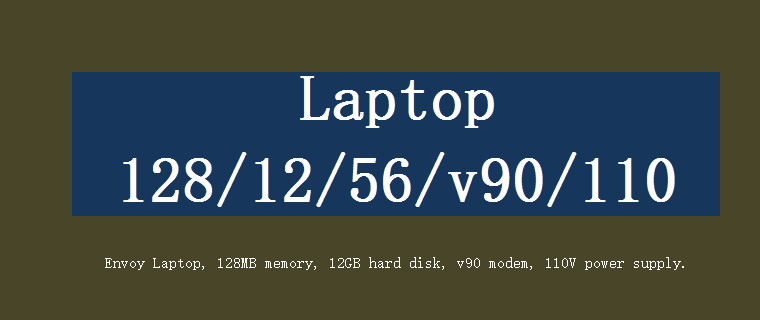 Laptop
128/12/56/v90/110
Envoy Laptop, 128MB memory, 12GB hard disk, v90 modem, 110V power supply.